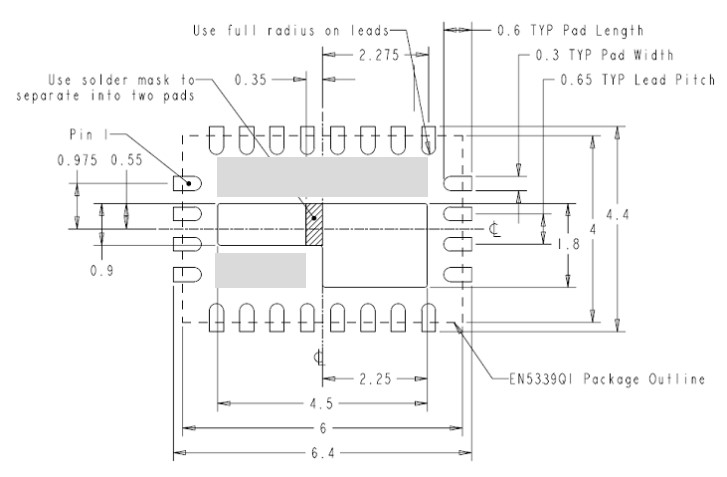 Use full radius on leads
0.6 TYP Pad Length
2.275
0.3 TYP Pad Width
Use solder mask to
separate into two pads
0.35
0.65 TYP Lead Pitch
Pin 1
0.975
0.55
4.4
4
℄
1.8
0.9
℄
2.25
EN5339QI Package Outline
4.5
6
6.4